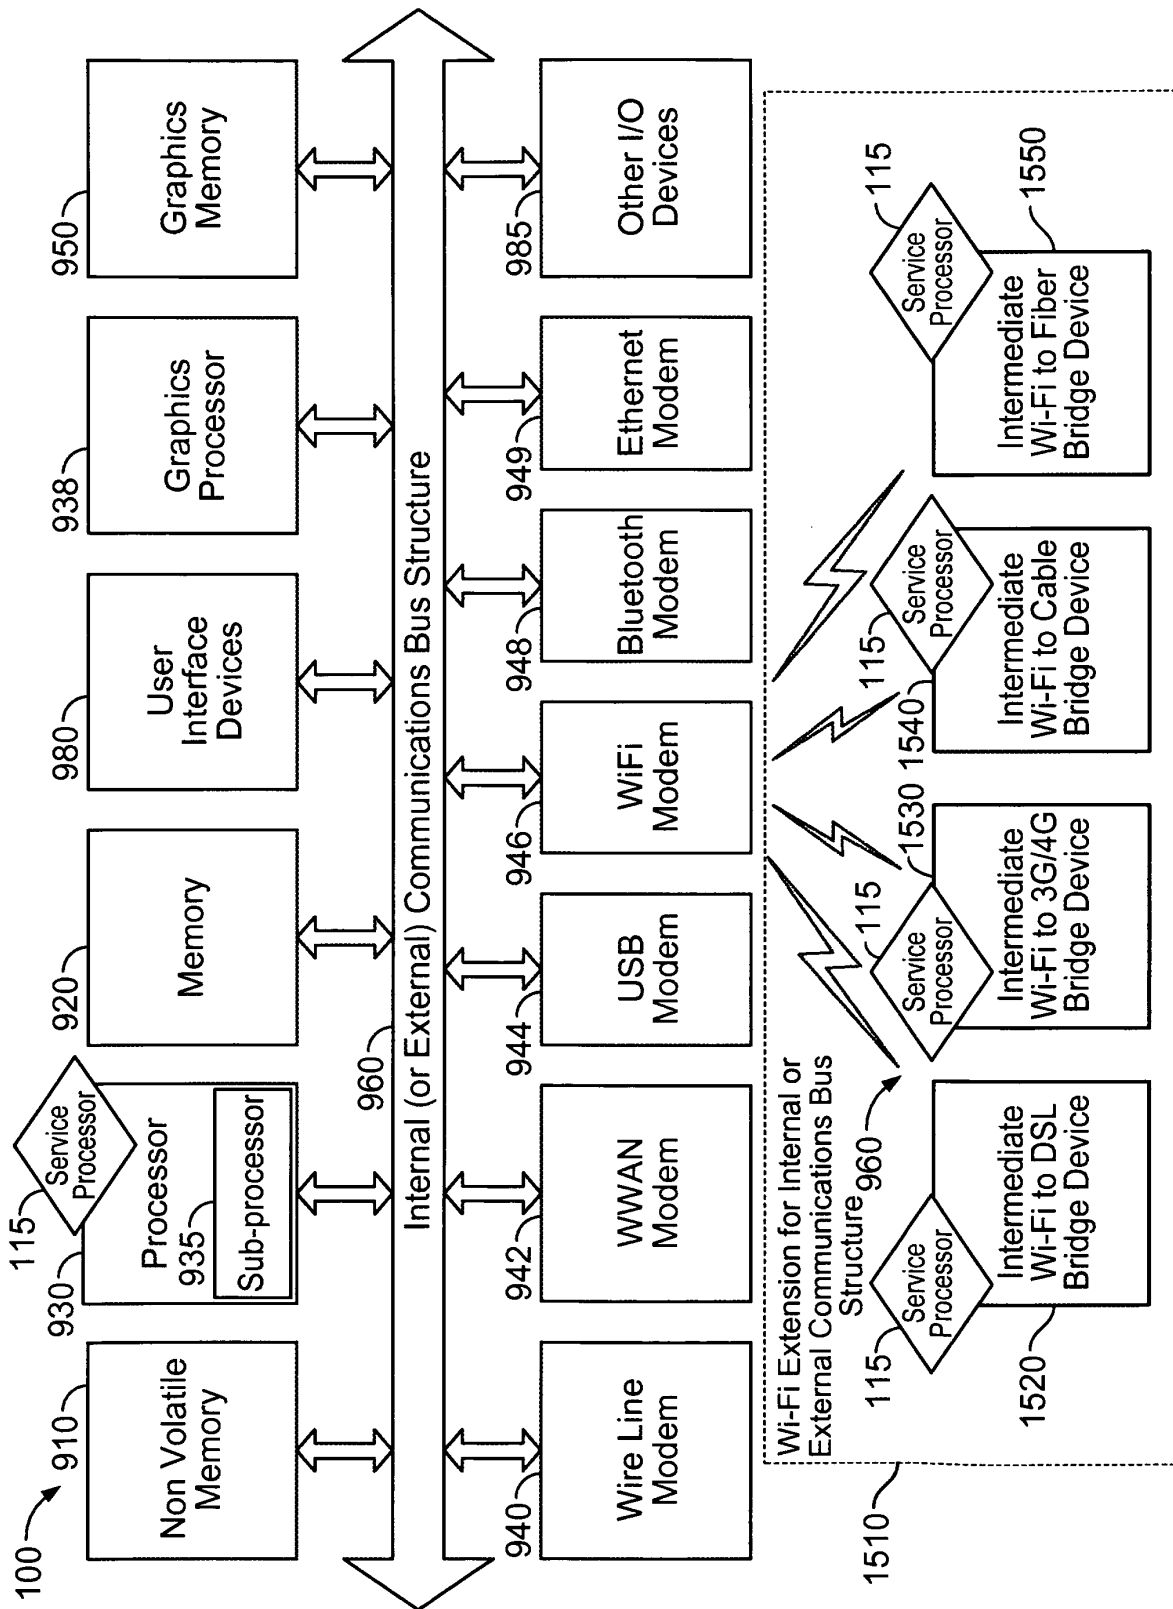 100
910
Non Volatile
Memory
930
115
Service
Processor
Processor
935
Sub-processor
920
Memory
980
User
Interface
Devices
938
Graphics
Processor
950
Graphics
Memory
960
Internal (or External) Communications Bus Structure
940
Wire Line
Modem
942
WWAN
Modem
944
USB
Modem
946
WiFi
Modem
948
Bluetooth
Modem
949
Ethernet
Modem
985
Other I/O
Devices
1510
Wi-Fi Extension for Internal or
External Communications Bus
Structure
960
115
Service
Processor
1520
Intermediate
Wi-Fi to DSL
Bridge Device
115
Service
Processor
1530
Intermediate
Wi-Fi to 3G/4G
Bridge Device
1540
115
Service
Processor
Intermediate
Wi-Fi to Cable
Bridge Device
115
Service
Processor
1550
Intermediate
Wi-Fi to Fiber
Bridge Device